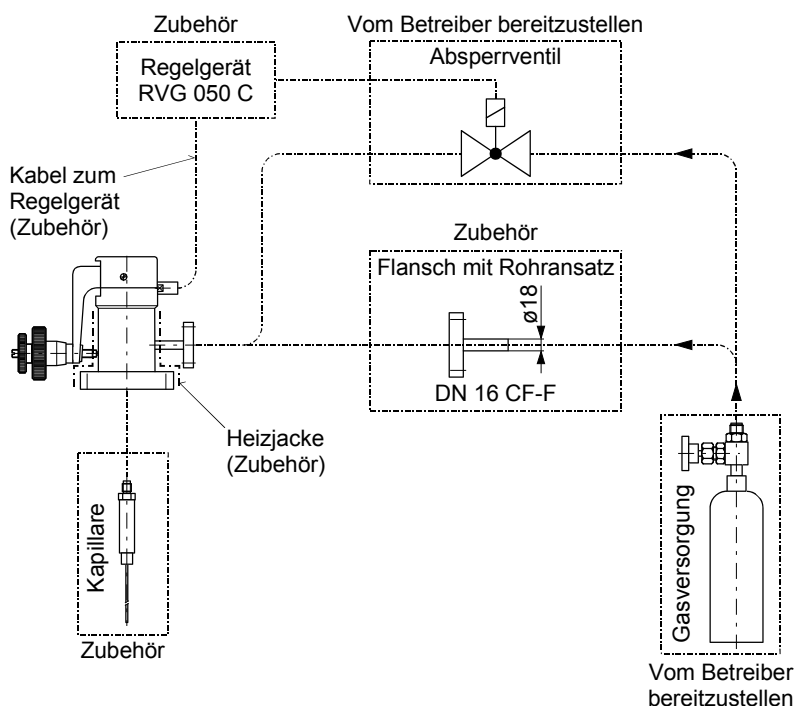 Zubehör
Regelgerät
RVG 050 C
Vom Betreiber bereitzustellen
Absperrventil
Kabel zum
Regelgerät
(Zubehör)
Zubehör
Flansch mit Rohransatz
ø18
DN 16 CF-F
Heizjacke
(Zubehör)
Kapillare
Zubehör
Gasversorgung
Vom Betreiber
bereitzustellen